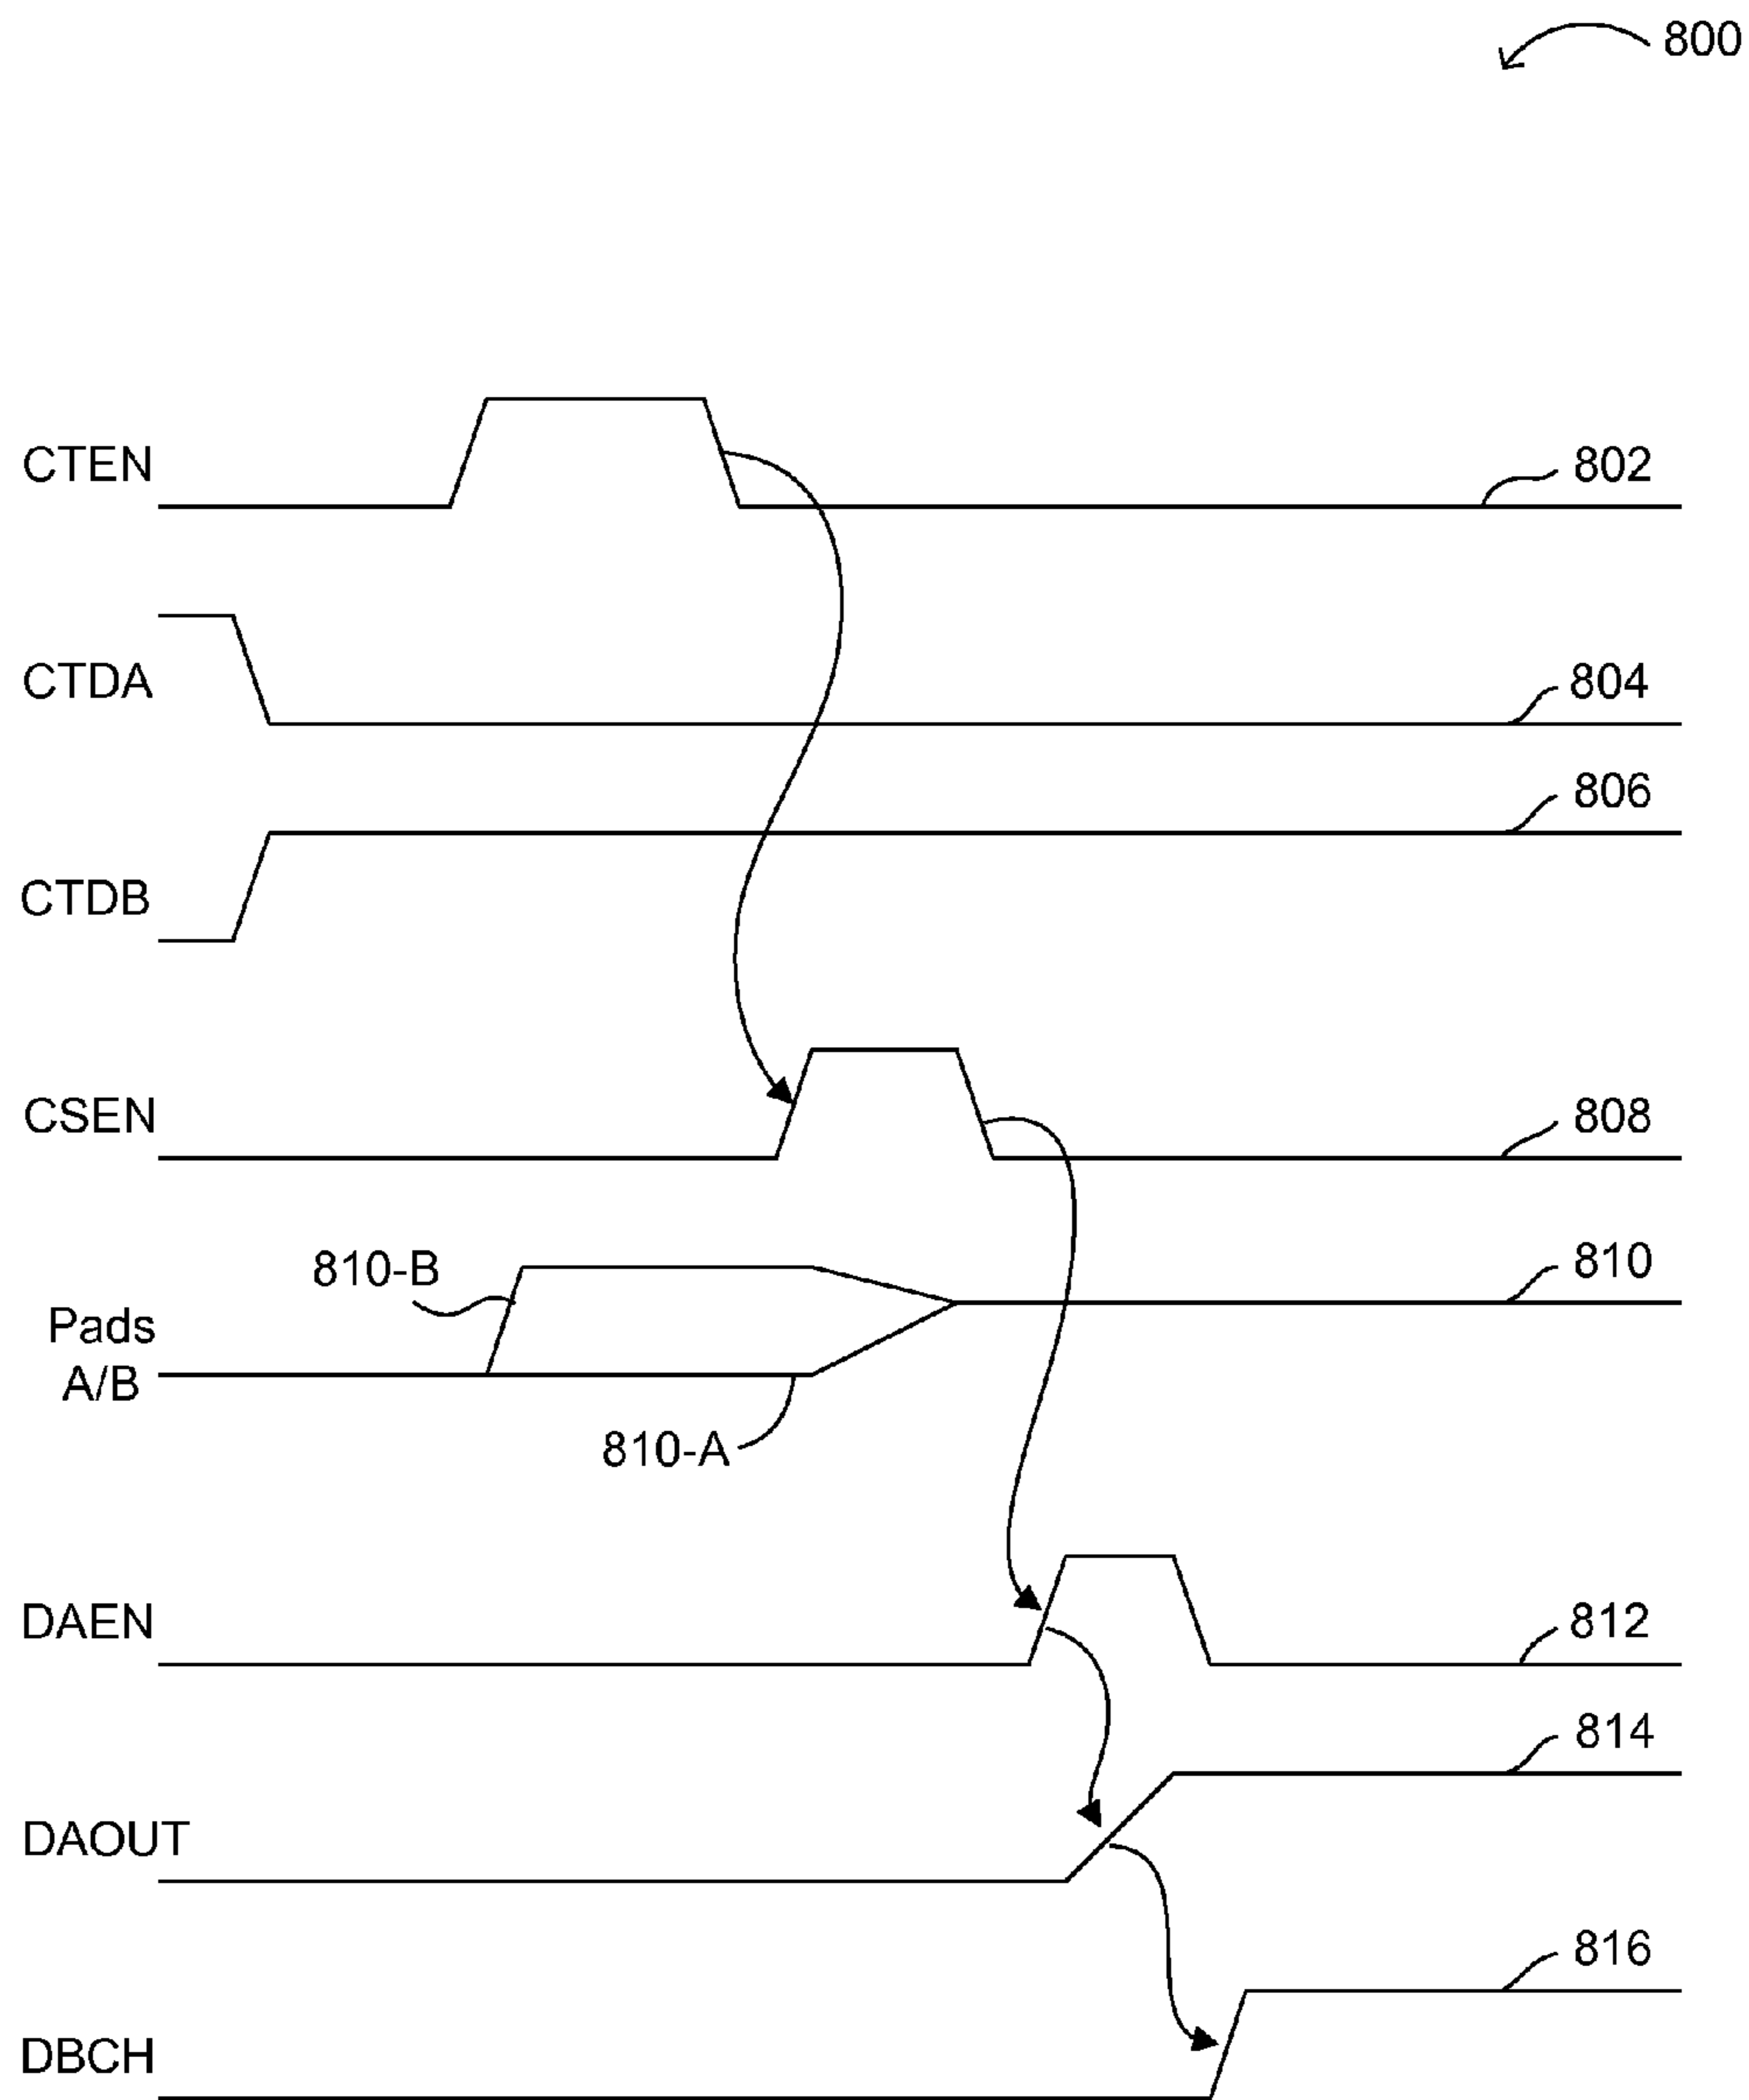 800
CTEN
802
CTDA
804
806
CTDB
CSEN
808
810-B
810
Pads
A/B
810-A
DAEN
812
814
DAOUT
816
DBCH